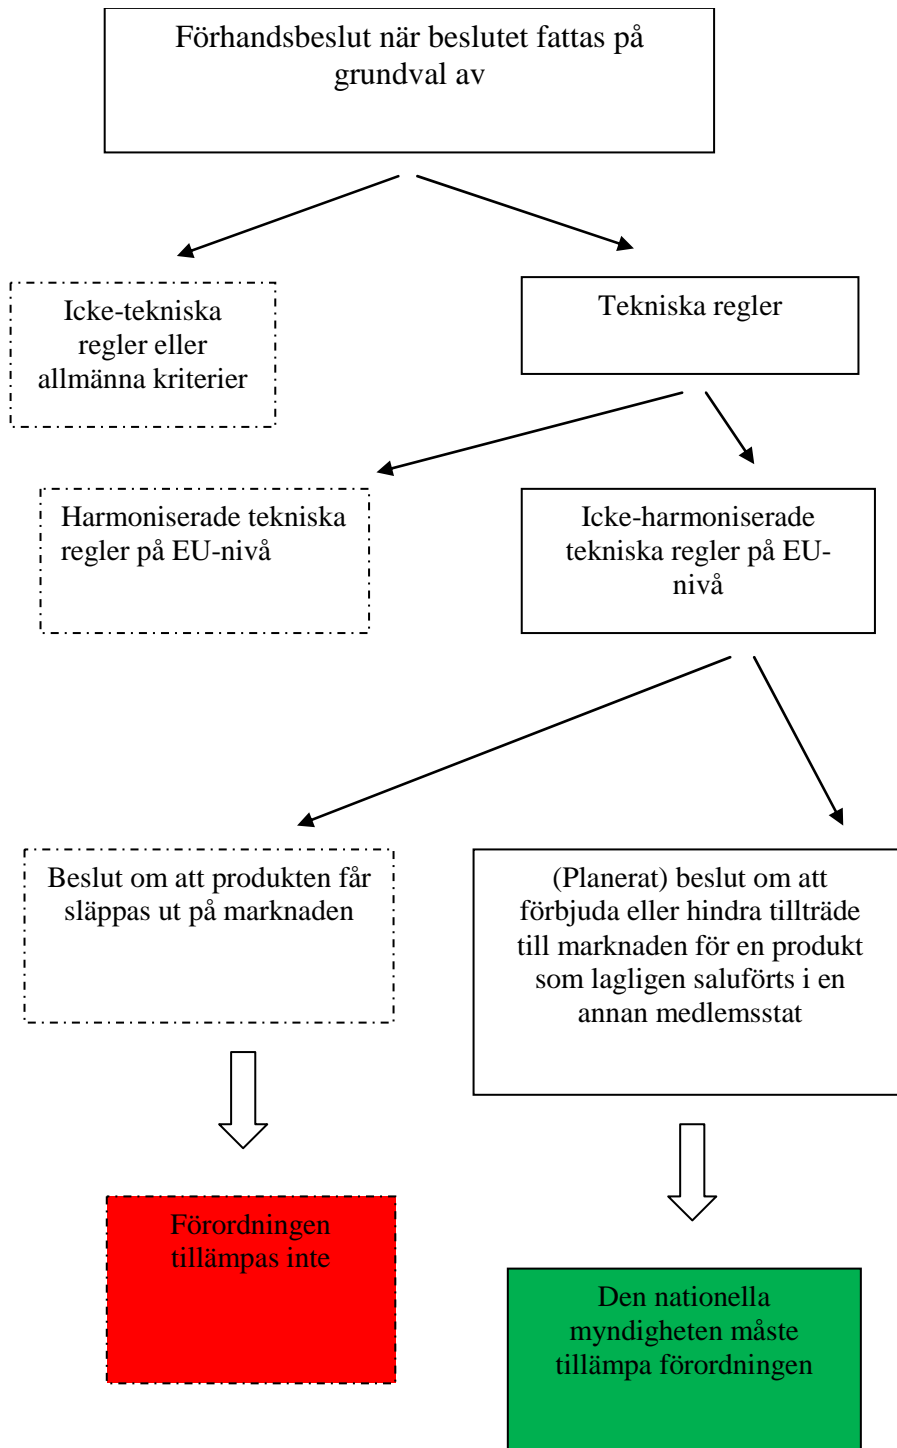 Förhandsbeslut när beslutet fattas på
grundval av
Icke-tekniska
regler eller
allmänna kriterier
Tekniska regler
Harmoniserade tekniska
regler på EU-nivå
Icke-harmoniserade
tekniska regler på EU-
nivå
Beslut om att produkten får
släppas ut på marknaden
(Planerat) beslut om att
förbjuda eller hindra tillträde
till marknaden för en produkt
som lagligen saluförts i en
annan medlemsstat
Förordningen
tillämpas inte
Den nationella
myndigheten måste
tillämpa förordningen